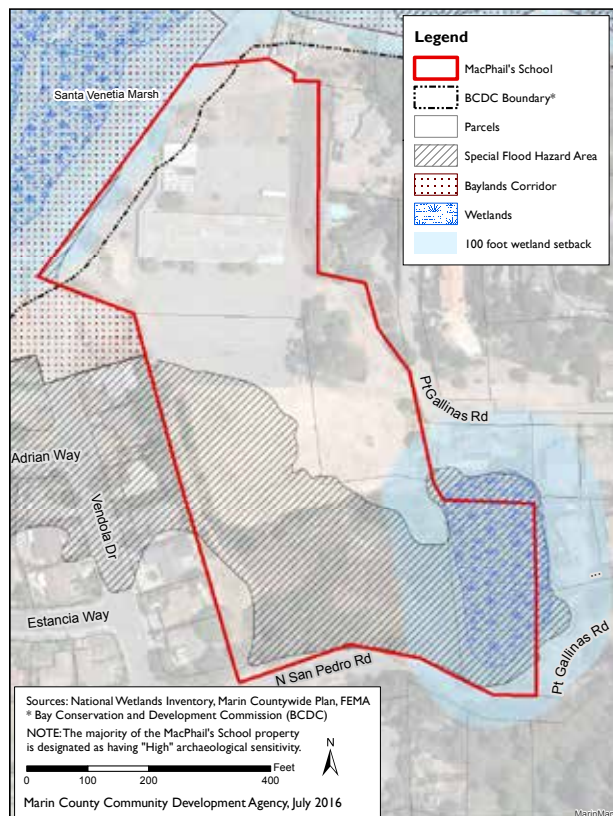 Legend
MacPhail's School
BCDC Boundary*
Parcels
Special Flood Hazard Area
Baylands Corridor
Wetlands
100 foot wetland setback
Santa Venetia Marsh
Pt Gallinas Rd
Adrian Way
Vendola Dr
Estancia Way
...
Pt Gallinas Rd
N San Pedro Rd
Sources: National Wetlands Inventory, Marin Countywide Plan, FEMA
* Bay Conservation and Development Commission (BCDC)
NOTE: The majority of the MacPhail's School property
is designated as having "High" archaeological sensitivity.
N
Feet
0 100 200 400
Marin County Community Development Agency, July 2016
MarinMap